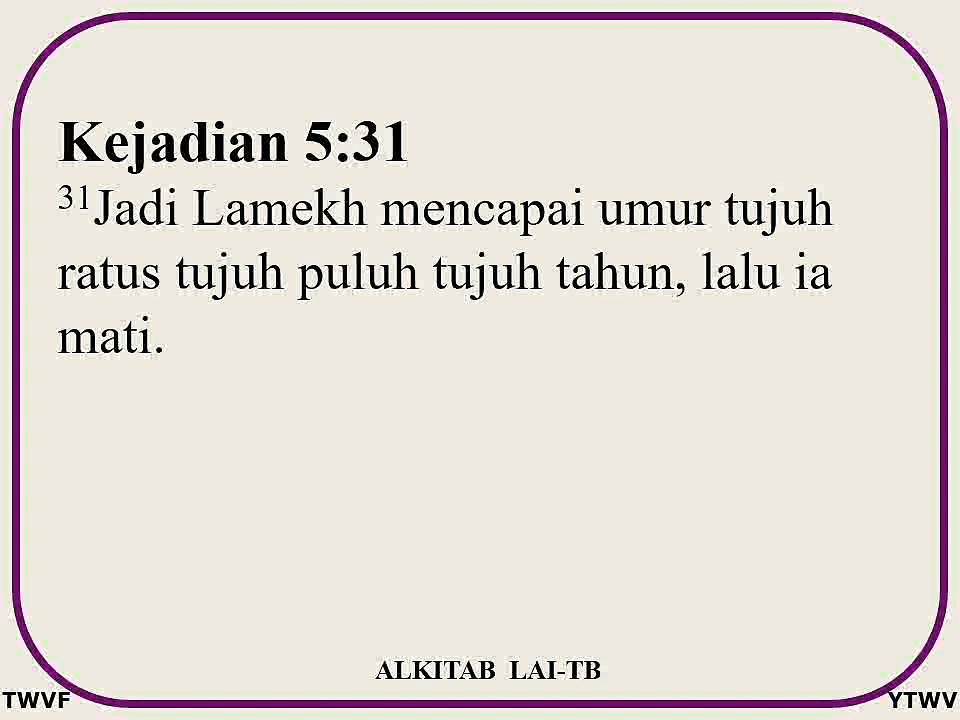 Kejadian 5:31
31Jadi Lamekh mencapai umur tujuh
ratus tujuh puluh tujuh tahun, lalu ia
mati.
ALKITAB LAI-TB
TWVF
YTWV